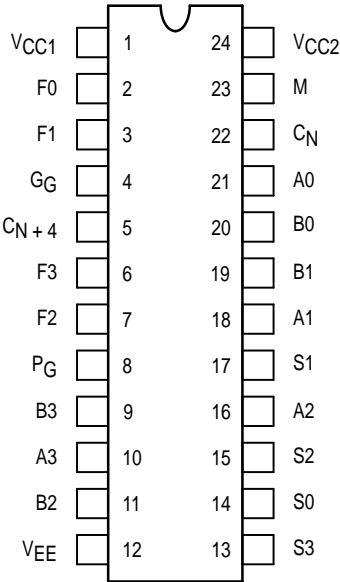 VCC1 1 24 VCC2
F0 2 23 M
F1 3 22 CN
GG 4 21 A0
CN + 4 5 20 B0
F3 6 19 B1
F2 7 18 A1
PG 8 17 S1
B3 9 16 A2
A3 10 15 S2
B2 11 14 S0
VEE 12 13 S3